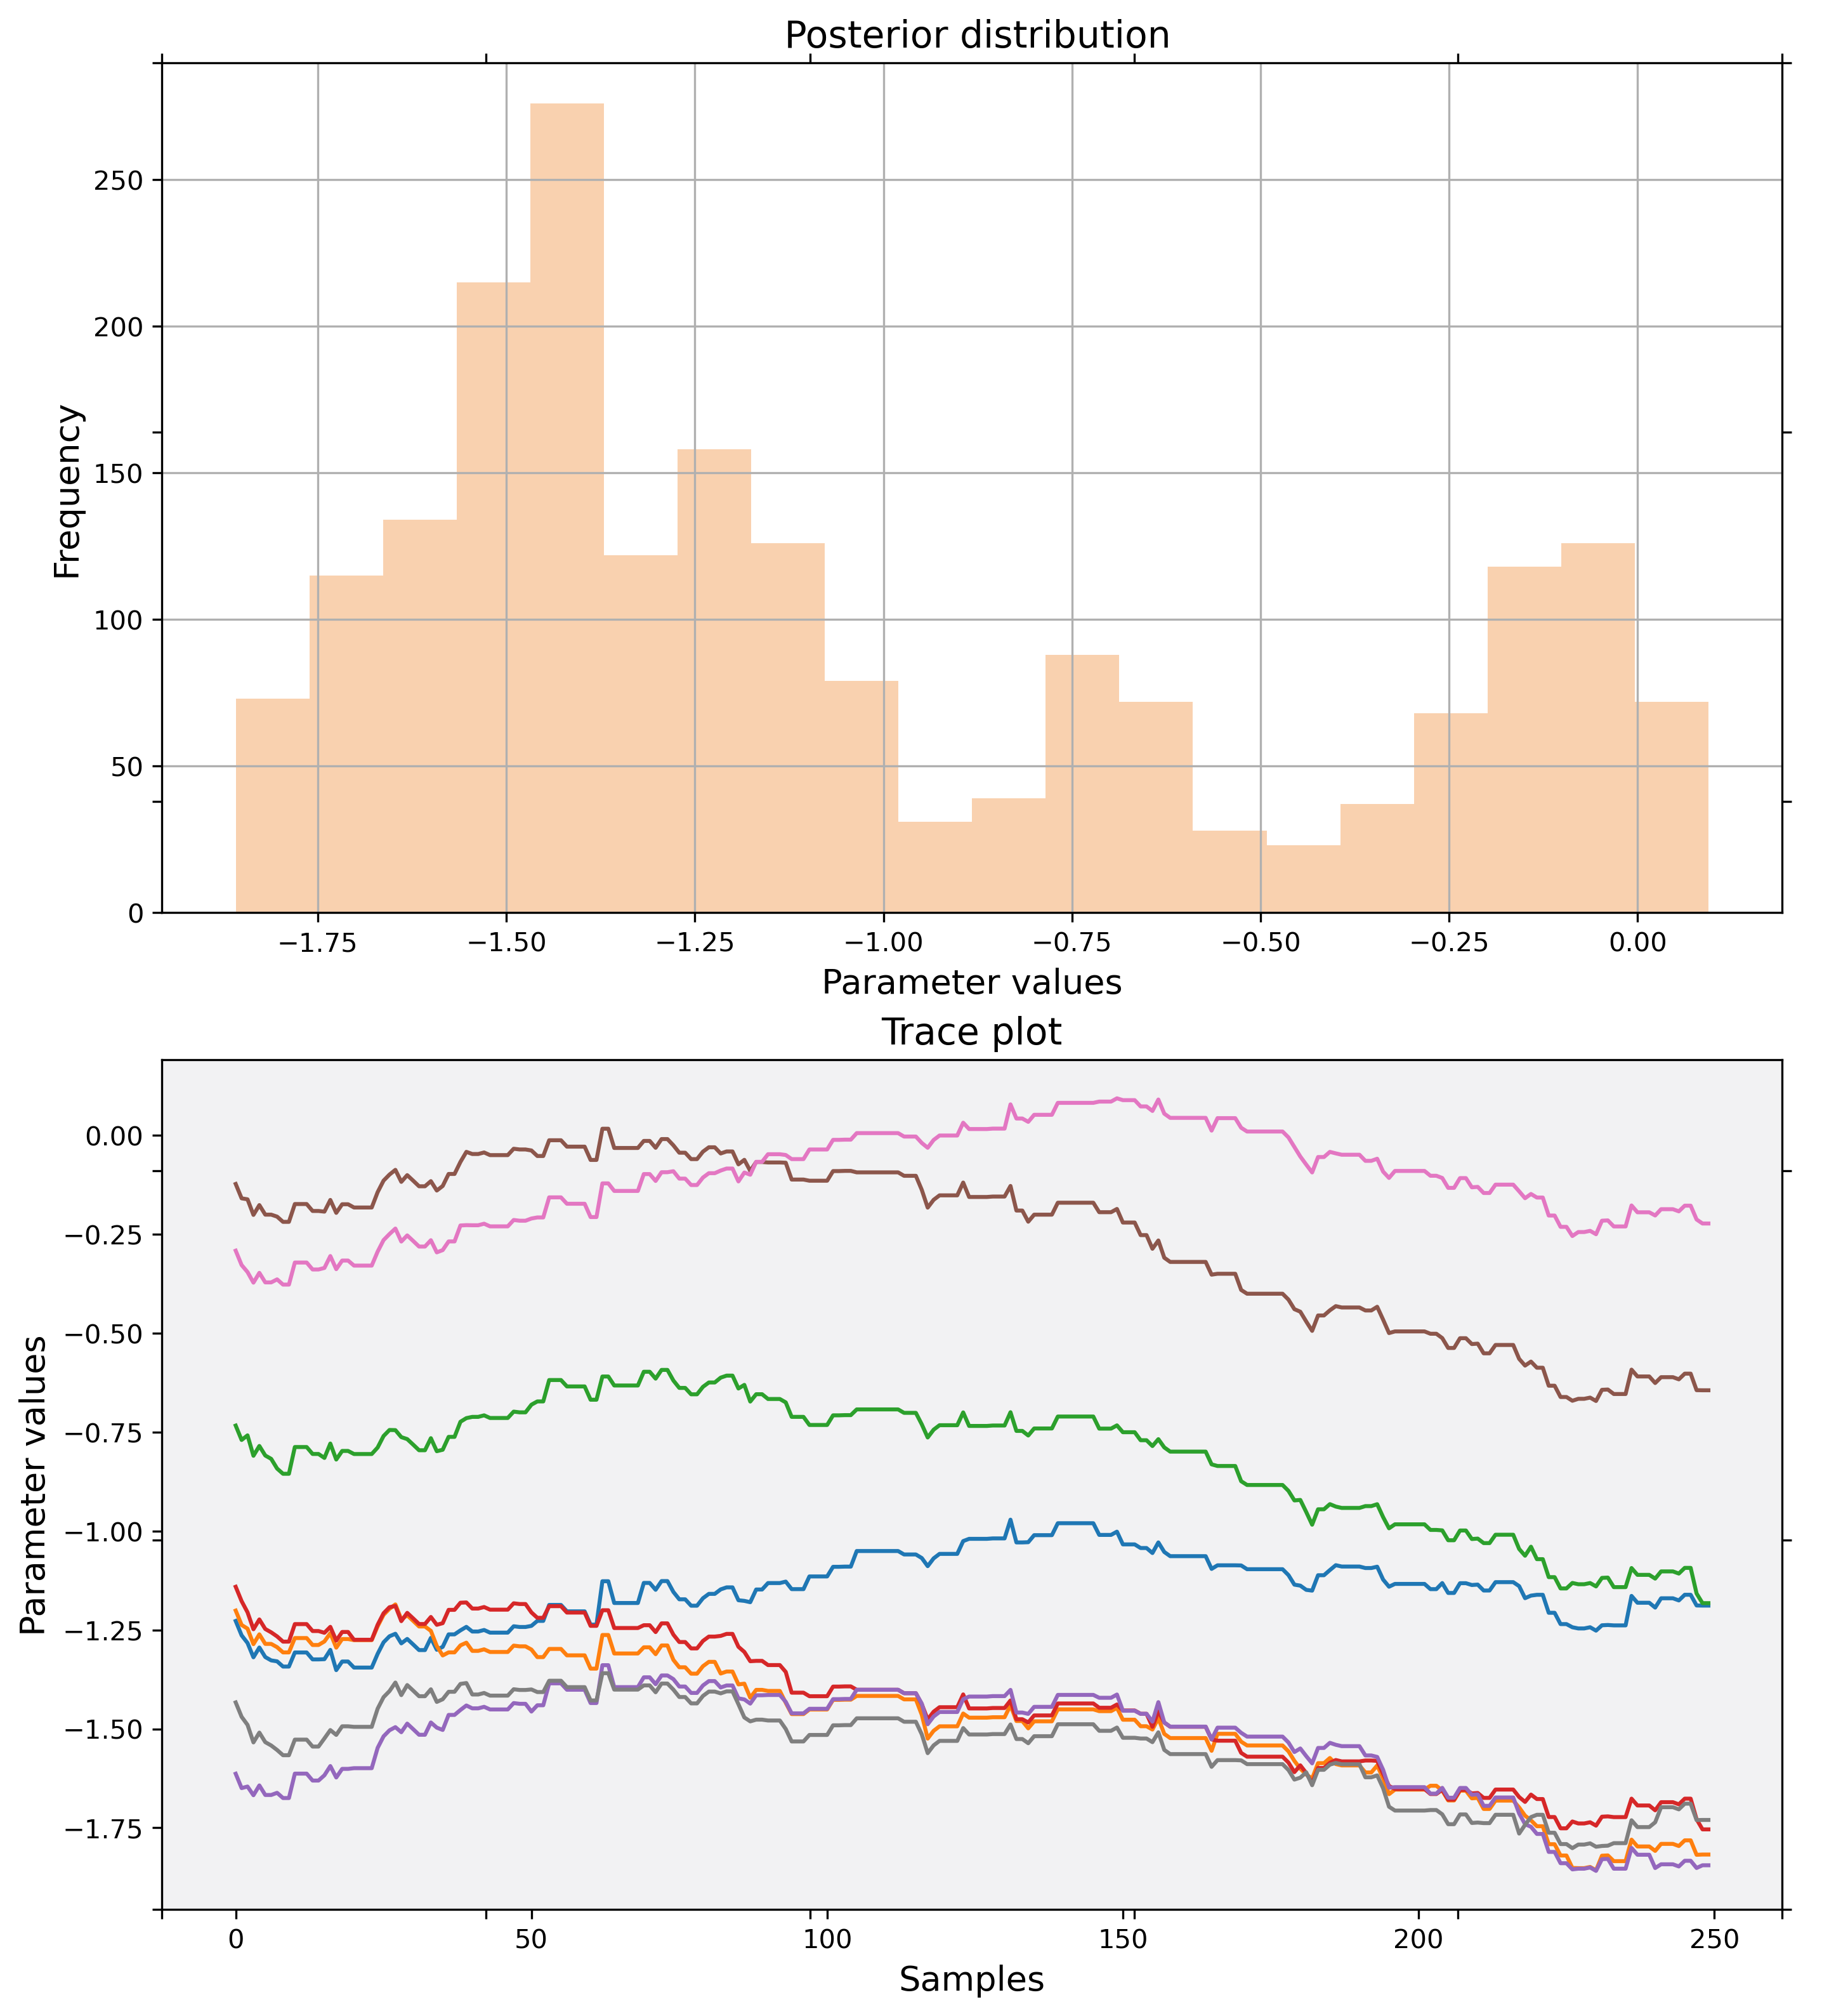 Posterior distribution
250
200
150
100
50
0
Frequency
−1.75 −1.50 −1.25 −1.00 −0.75 −0.50 −0.25 0.00
Parameter values
Trace plot
0.00
−0.25
−0.50
−0.75
−1.00
−1.25
−1.50
−1.75
Parameter values
0 50 100 150 200 250
Samples